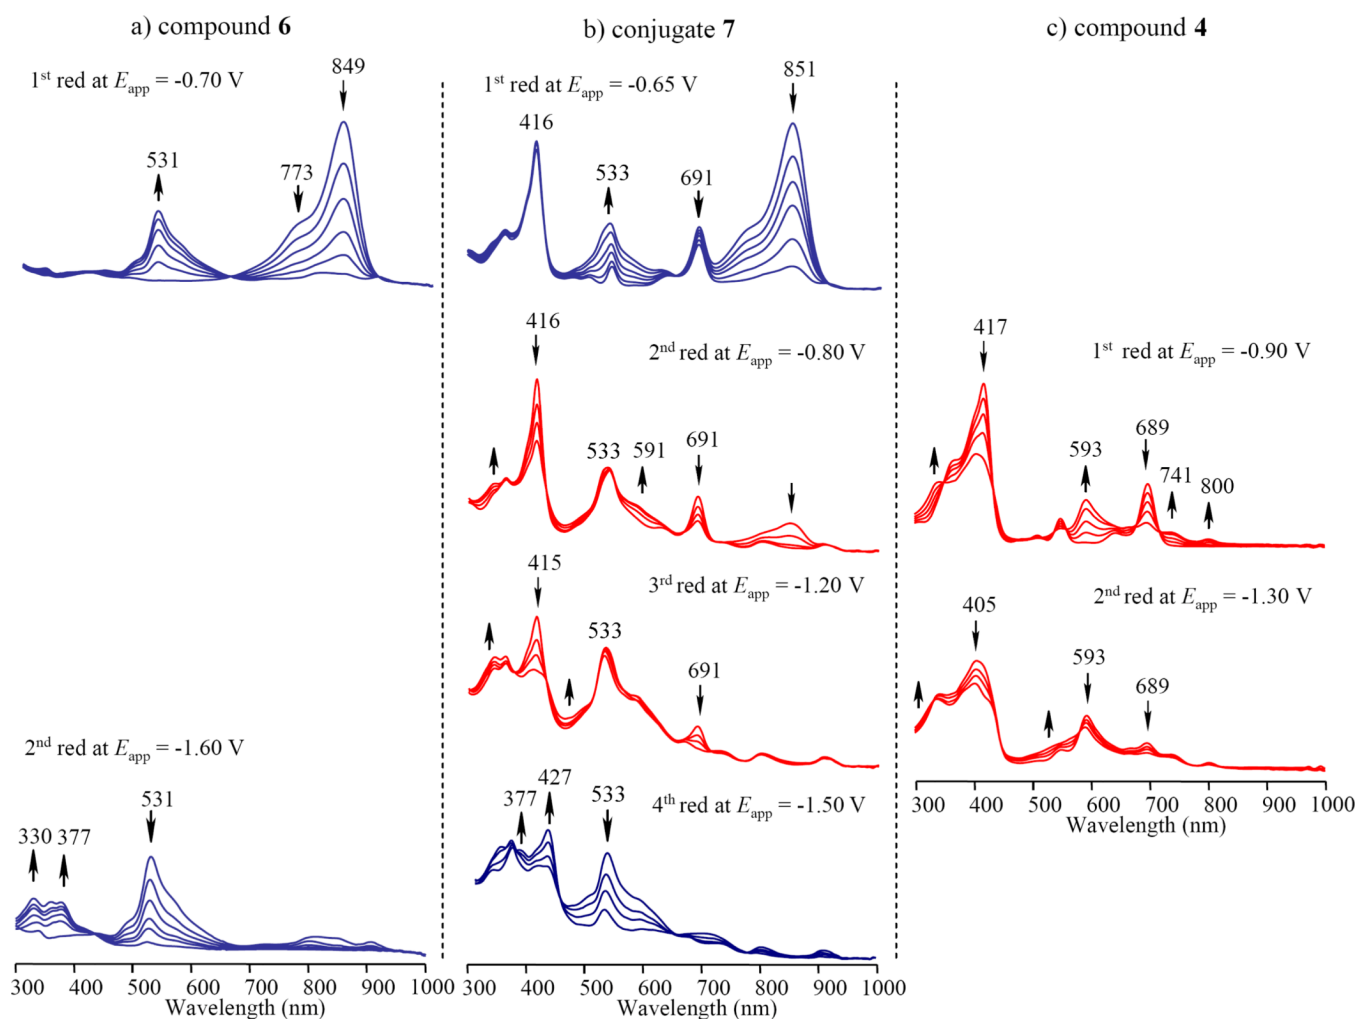 a) compound 6
1st red at Eapp = -0.70 V
849
531
773
2nd red at Eapp = -1.60 V
531
330 377
300 400 500 600 700 800 900 1000
Wavelength (nm)
b) conjugate 7
1st red at Eapp = -0.65 V
851
416
533
691
416
2nd red at Eapp = -0.80 V
533 591 691
415
3rd red at Eapp = -1.20 V
533
691
377 427 533
4th red at Eapp = -1.50 V
300 400 500 600 700 800 900 1000
Wavelength (nm)
c) compound 4
417
1st red at Eapp = -0.90 V
593 689
741 800
2nd red at Eapp = -1.30 V
405
593 689
300 400 500 600 700 800 900 1000
Wavelength (nm)